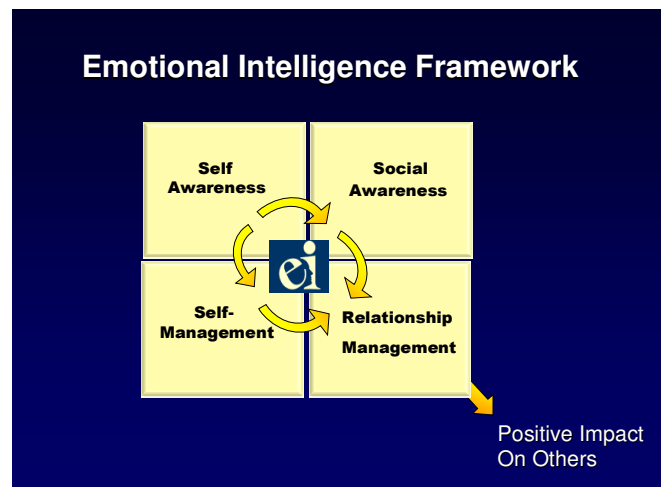 Emotional Intelligence Framework
Self
Awareness
Social
Awareness
ei
Self-
Management
Relationship
Management
Positive Impact
On Others